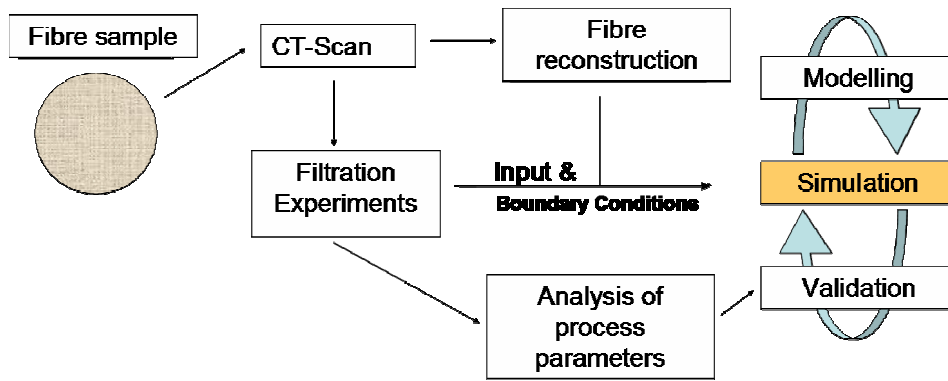 Fibre sample
CT-Scan
Fibre
reconstruction
Modelling
Filtration
Experiments
Input &
Boundary Conditions
Simulation
Analysis of
process
parameters
Validation